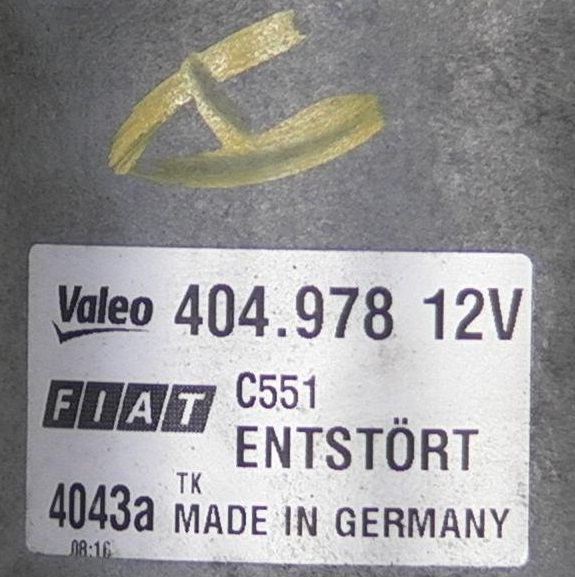 Valeo 404.978 12V
FIAT C551
ENTSTÖRT
TK
4043a MADE IN GERMANY
08:16